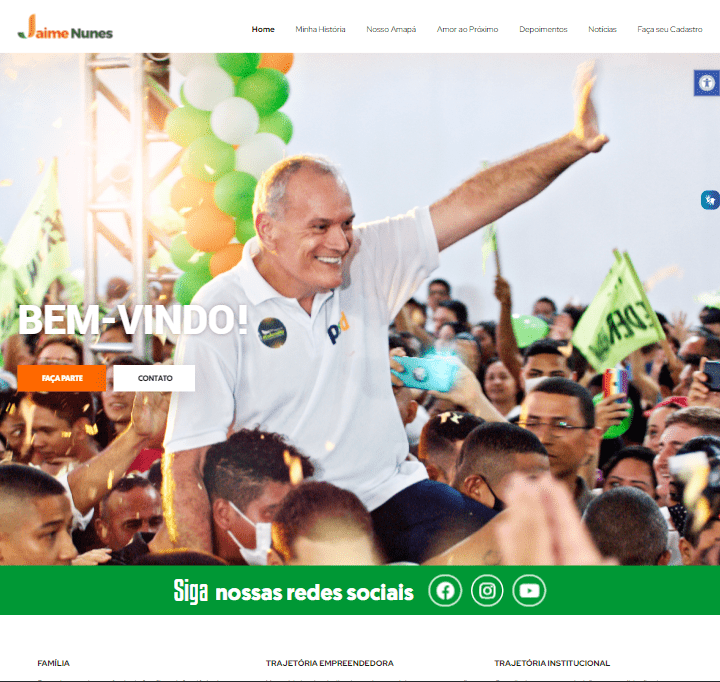 Jaime Nunes
Home Minha História Nosso Amapá Amor ao Próximo Depoimentos Notícias Faça seu Cadastro
BEM-VINDO!
FAÇA PARTE CONTATO
Siga nossas redes sociais
FAMÍLIA TRAJETÓRIA EMPREENDEDORA TRAJETÓRIA INSTITUCIONAL